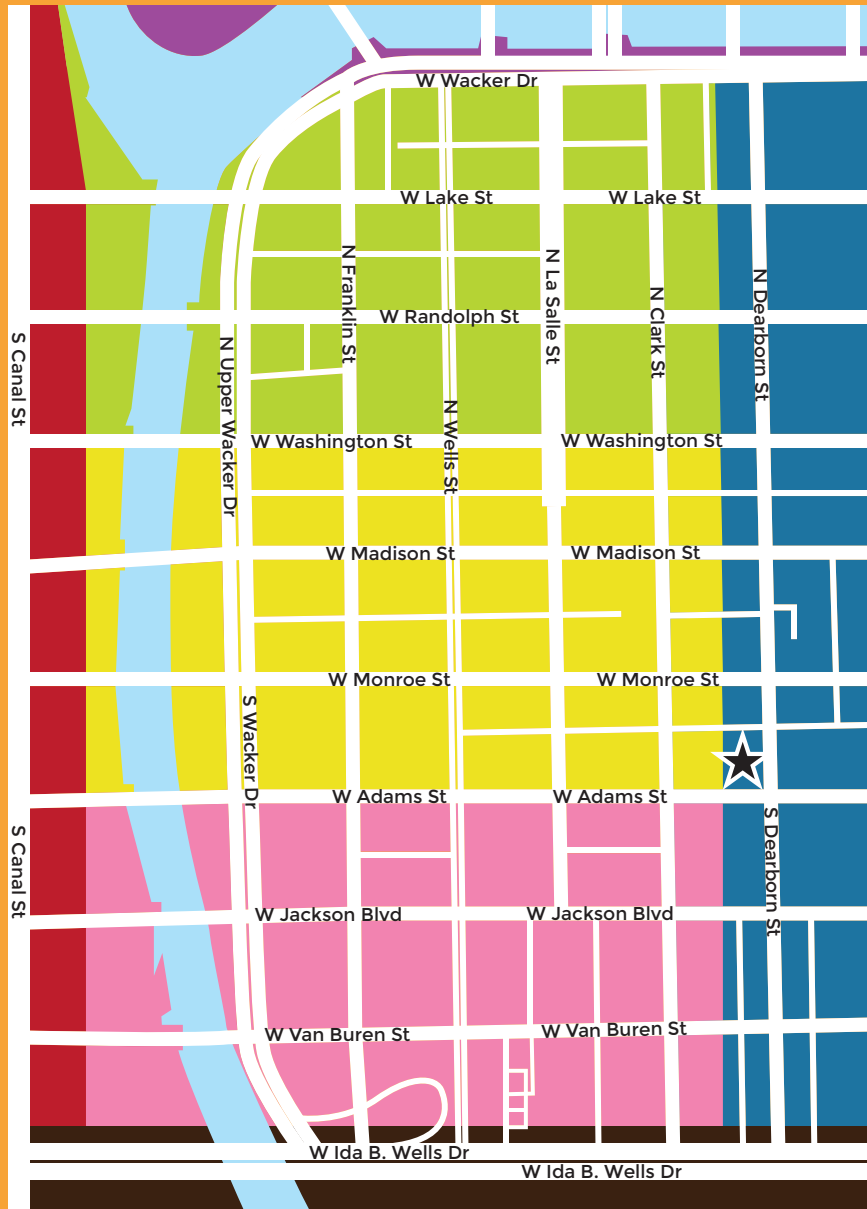 W Wacker Dr
W Lake St
W Lake St
N Franklin St
N La Salle St
N Clark St
N Dearborn St
W Randolph St
S Canal St
N Upper Wacker Dr
N Wells St
W Washington St
W Washington St
W Madison St
W Madison St
W Monroe St
W Monroe St
S Wacker Dr
W Adams St
W Adams St
S Canal St
S Dearborn St
W Jackson Blvd
W Jackson Blvd
W Van Buren St
W Van Buren St
W Ida B. Wells Dr
W Ida B. Wells Dr